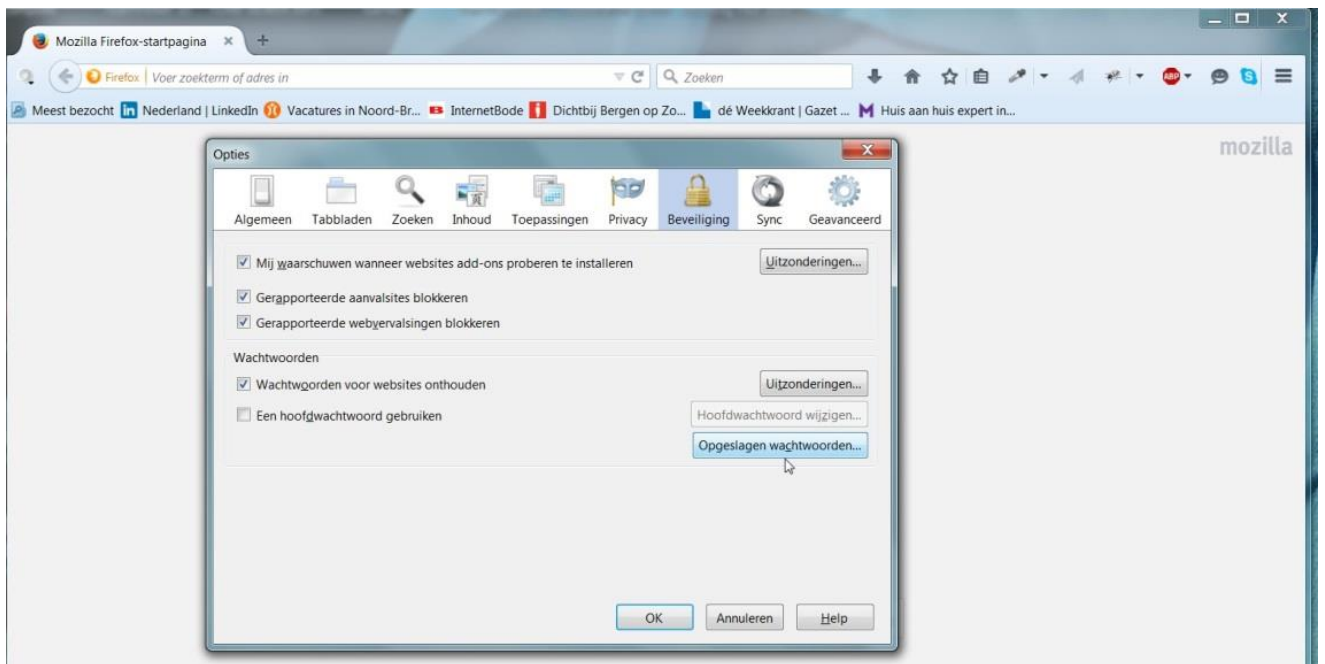 Mozilla Firefox-startpagina
Firefox Voer zoekterm of adres in Zoeken ABP
Meest bezocht in Nederland | LinkedIn Vacatures in Noord-Br... InternetBode Dichtbij Bergen op Zo... dé Weekkrant | Gazet ... M Huis aan huis expert in...
mozilla
Opties
Algemeen Tabbladen Zoeken Inhoud Toepassingen Privacy Beveiliging Sync Geavanceerd
Mij waarschuwen wanneer websites add-ons proberen te installeren Uitzonderingen...
Gerapporteerde aanvalsites blokkeren
Gerapporteerde webvervalsingen blokkeren
Wachtwoorden
Wachtwoorden voor websites onthouden Uitzonderingen...
Een hoofdwachtwoord gebruiken Hoofdwachtwoord wijzigen...
Opgeslagen wachtwoorden...
OK Annuleren Help